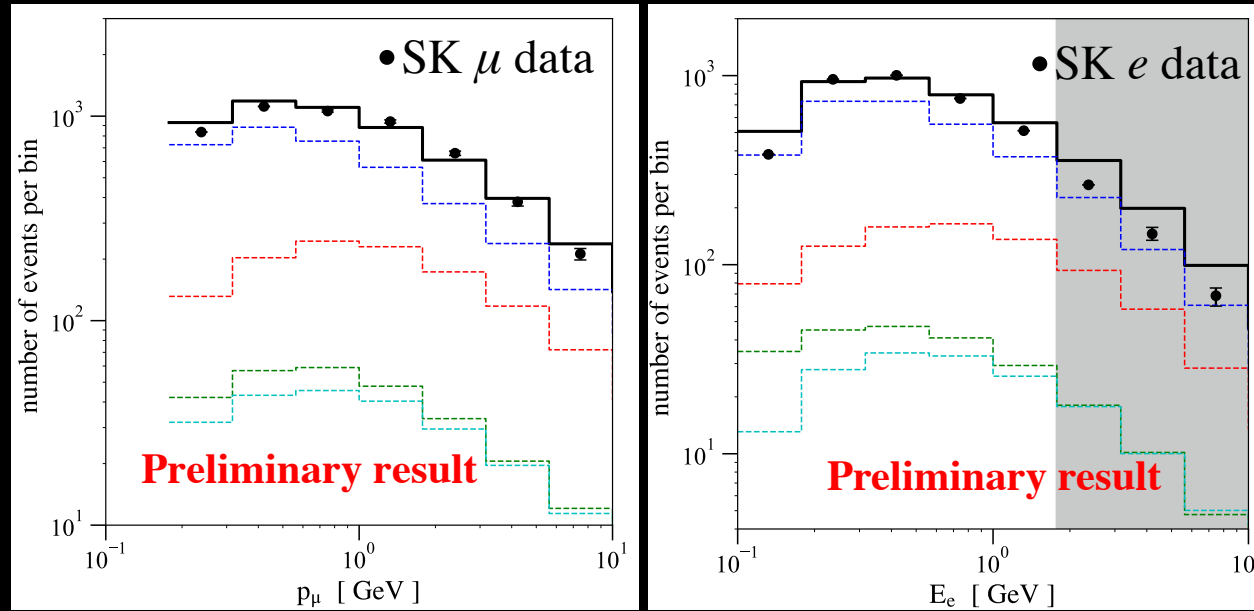 SK μ data
number of events per bin
10³
10²
10¹
Preliminary result
10⁻¹
10⁰
10¹
p_μ [ GeV ]
SK e data
number of events per bin
10³
10²
10¹
Preliminary result
10⁻¹
10⁰
10
E_e [ GeV ]